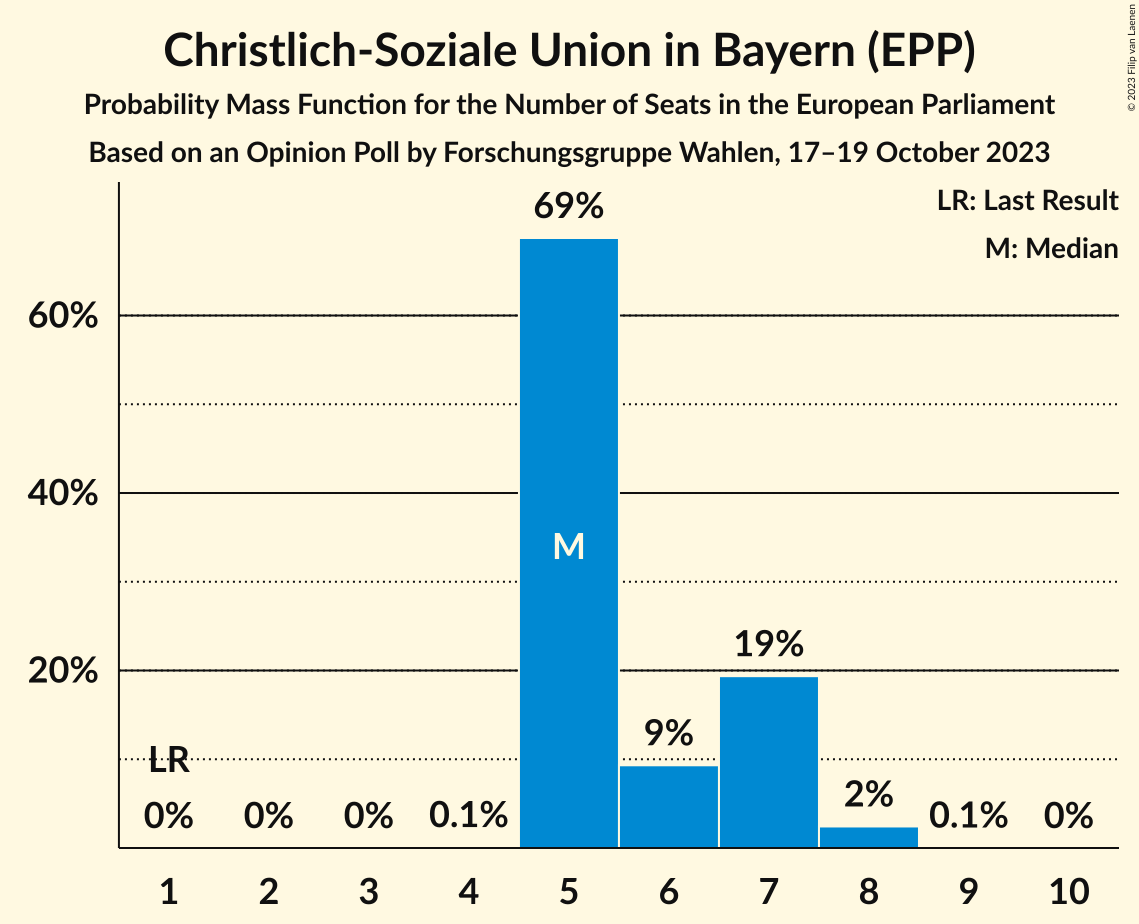 Christlich-Soziale Union in Bayern (EPP)
Probability Mass Function for the Number of Seats in the European Parliament
Based on an Opinion Poll by Forschungsgruppe Wahlen, 17–19 October 2023
© 2023 Filip van Laenen
LR: Last Result
M: Median
69%
60%
40%
M
19%
20%
9%
LR
2%
0% 0% 0% 0.1% 0.1% 0%
1 2 3 4 5 6 7 8 9 10